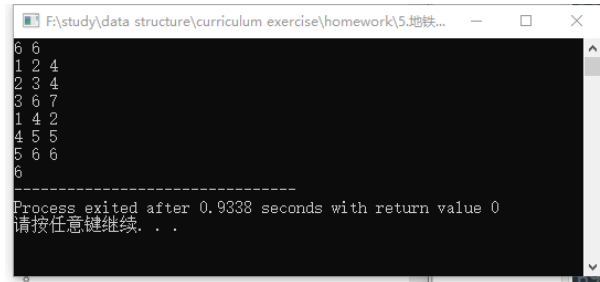 F:\study\data structure\curriculum exercise\homework\5.地铁...
6 6
1 2 4
2 3 4
3 6 7
1 4 2
4 5 5
5 6 6
6
--------------------------------
Process exited after 0.9338 seconds with return value 0
请按任意键继续. . .